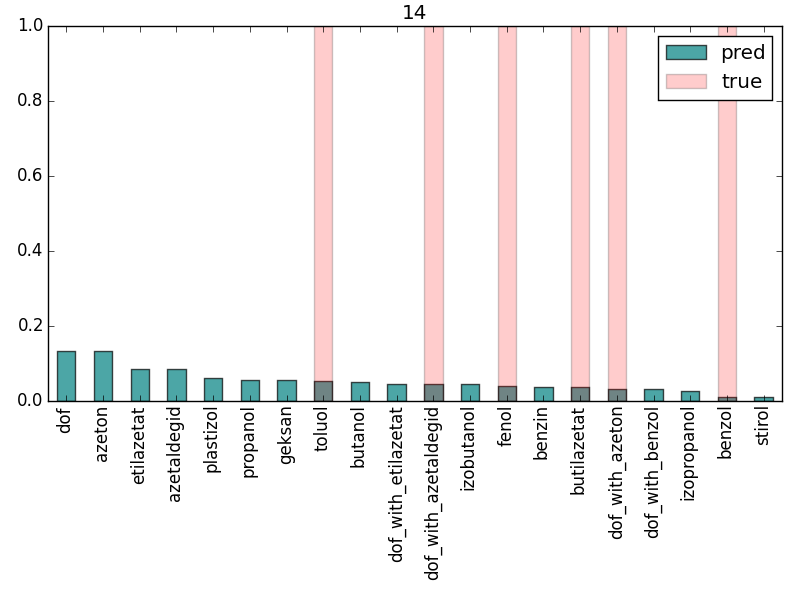 14
1.0
0.8
0.6
0.4
0.2
0.0
pred
true
dof
azeton
etilazetat
azetaldegid
plastizol
propanol
geksan
toluol
butanol
dof_with_etilazetat
dof_with_azetaldegid
izobutanol
fenol
benzin
butilazetat
dof_with_azeton
dof_with_benzol
izopropanol
benzol
stirol